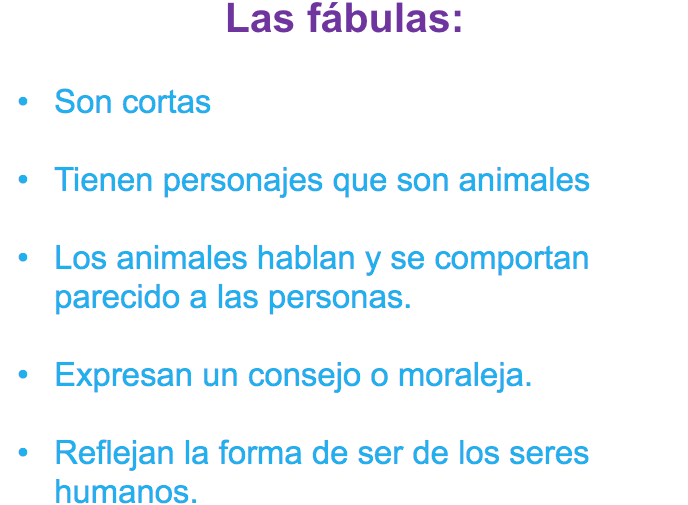 Las fábulas:
• Son cortas
• Tienen personajes que son animales
• Los animales hablan y se comportan
parecido a las personas.
• Expresan un consejo o moraleja.
• Reflejan la forma de ser de los seres
humanos.